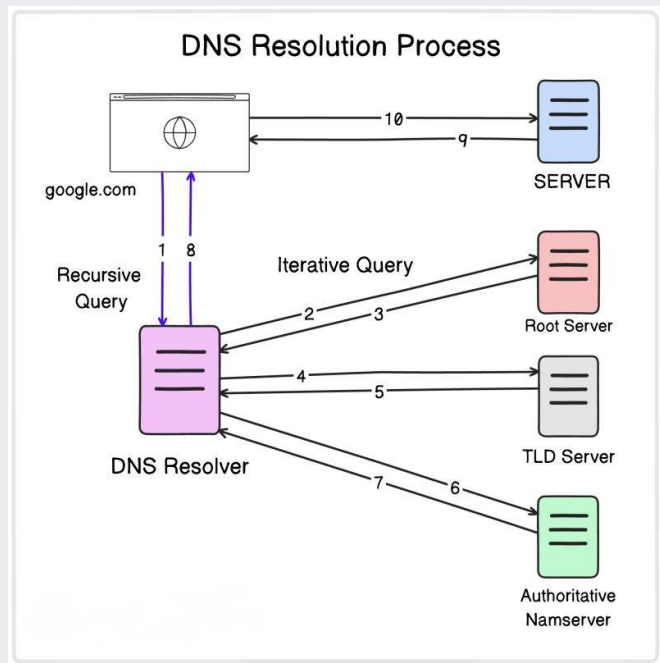 DNS Resolution Process
10
9
google.com
SERVER
1 8
Recursive
Query
Iterative Query
2
3
Root Server
4
5
DNS Resolver
TLD Server
6
7
Authoritative
Namserver